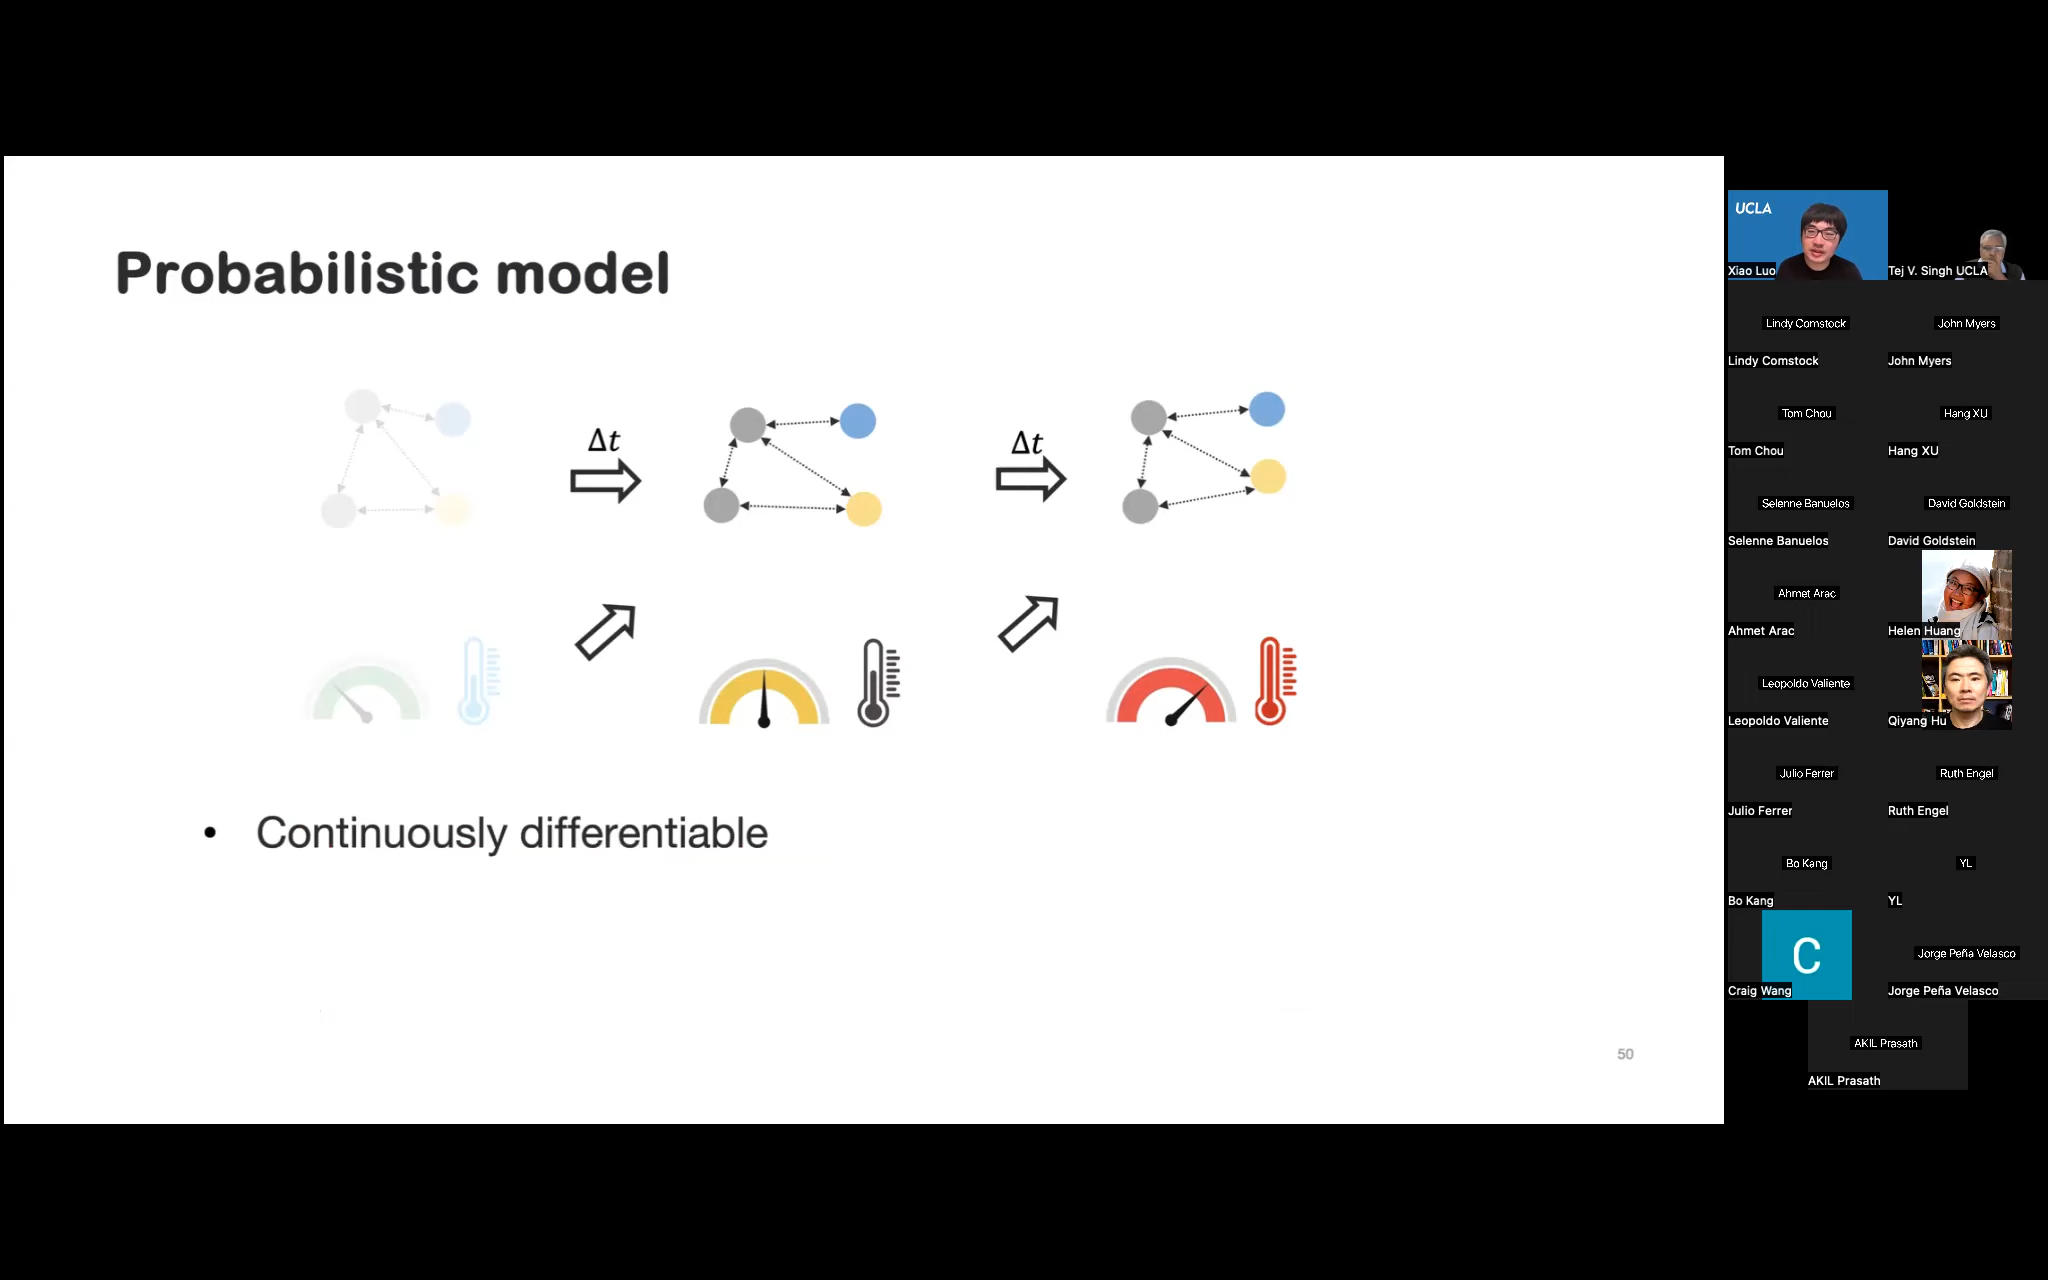 Probabilistic model
Δt
Δt
• Continuously differentiable
50
UCLA
Xiao Luo
Tej V. Singh UCLA
Lindy Comstock
John Myers
Lindy Comstock
John Myers
Tom Chou
Hang XU
Tom Chou
Hang XU
Selenne Banuelos
David Goldstein
Selenne Banuelos
David Goldstein
Ahmet Arac
Ahmet Arac
Helen Huang
Leopoldo Valiente
Leopoldo Valiente
Qiyang Hu
Julio Ferrer
Ruth Engel
Julio Ferrer
Ruth Engel
Bo Kang
YL
Bo Kang
YL
C
Jorge Peña Velasco
Craig Wang
Jorge Peña Velasco
AKIL Prasath
AKIL Prasath